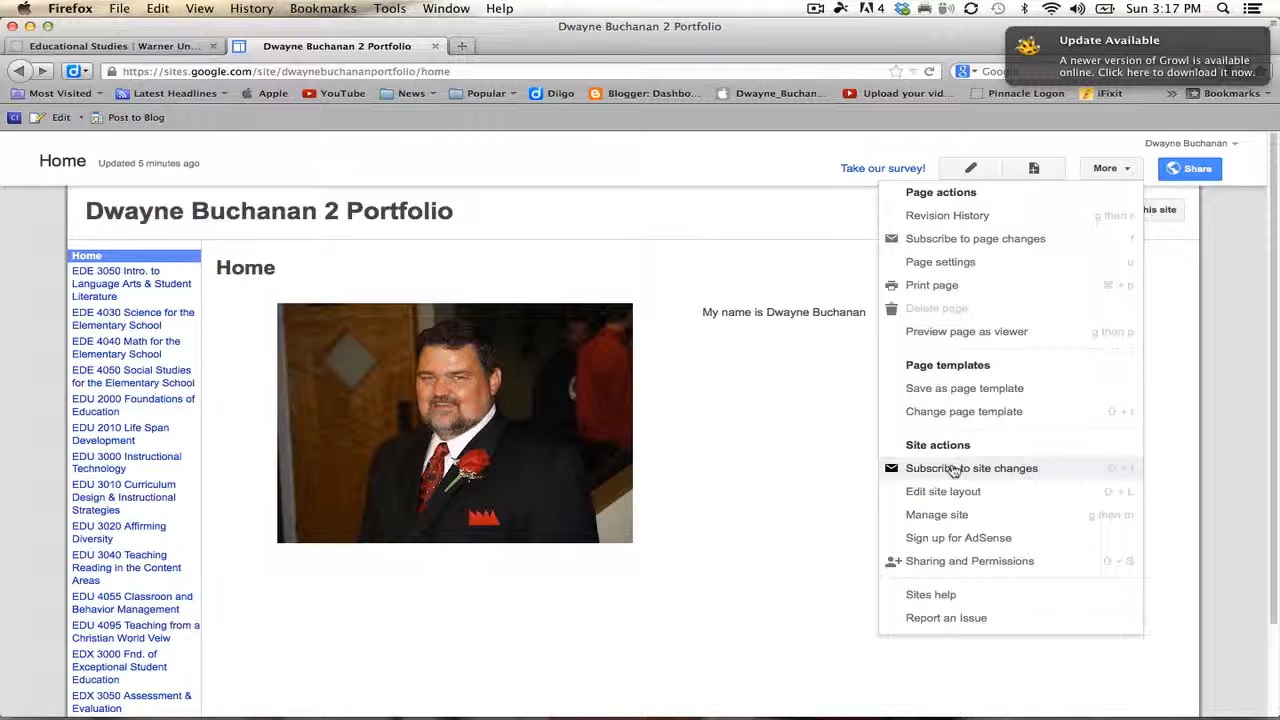 Firefox File Edit View History Bookmarks Tools Window Help
4 Sun 3:17 PM
Dwayne Buchanan 2 Portfolio
Educational Studies | Warner Un...
Dwayne Buchanan 2 Portfolio
Update Available
A newer version of Growl is available
online. Click here to download it now.
https://sites.google.com/site/dwaynebuchananportfolio/home
Most Visited Latest Headlines Apple YouTube News Popular Diigo Blogger: Dashbo... Dwayne_Buchan... Upload your vid... Pinnacle Logon iFixit Bookmarks
Edit Post to Blog
Dwayne Buchanan
Home Updated 5 minutes ago
Take our survey! More Share
Dwayne Buchanan 2 Portfolio
his site
Home
EDE 3050 Intro. to
Language Arts & Student
Literature
EDE 4030 Science for the
Elementary School
EDE 4040 Math for the
Elementary School
EDE 4050 Social Studies
for the Elementary School
EDU 2000 Foundations of
Education
EDU 2010 Life Span
Development
EDU 3000 Instructional
Technology
EDU 3010 Curriculum
Design & Instructional
Strategies
EDU 3020 Affirming
Diversity
EDU 3040 Teaching
Reading in the Content
Areas
EDU 4055 Classroon and
Behavior Management
EDU 4095 Teaching from a
Christian World Veiw
EDX 3000 Fnd. of
Exceptional Student
Education
EDX 3050 Assessment &
Evaluation
Home
My name is Dwayne Buchanan
Page actions
Revision History g then r
Subscribe to page changes f
Page settings u
Print page ⌘ + p
Delete page
Preview page as viewer g then p
Page templates
Save as page template
Change page template
Site actions
Subscribe to site changes
Edit site layout ⇧ + L
Manage site g then m
Sign up for AdSense
Sharing and Permissions
Sites help
Report an Issue